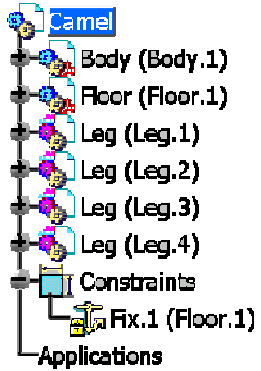 Camel
Body (Body.1)
Floor (Floor.1)
Leg (Leg.1)
Leg (Leg.2)
Leg (Leg.3)
Leg (Leg.4)
Constraints
Fix.1 (Floor.1)
Applications